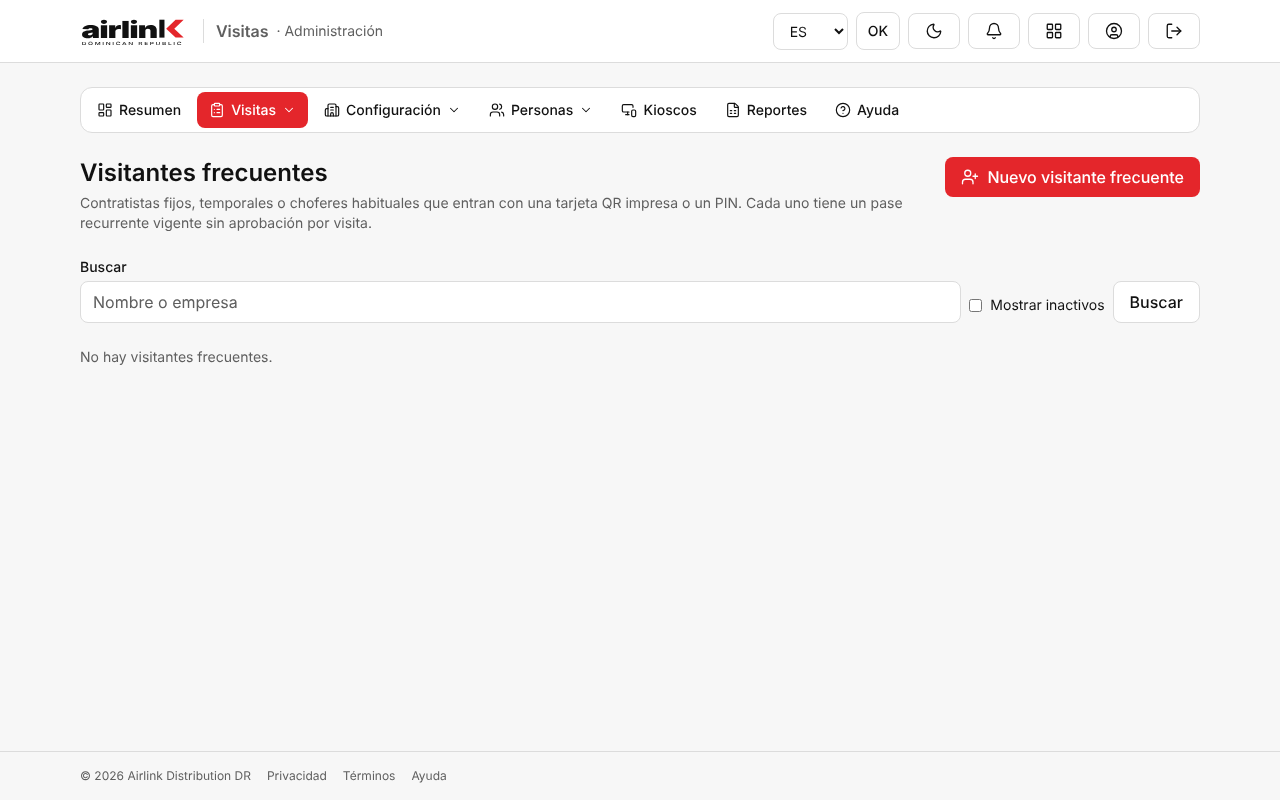 airlink
DOMINICAN REPUBLIC
Visitas · Administración
ES
OK
Resumen
Visitas
Configuración
Personas
Kioscos
Reportes
Ayuda
Visitantes frecuentes
Nuevo visitante frecuente
Contratistas fijos, temporales o choferes habituales que entran con una tarjeta QR impresa o un PIN. Cada uno tiene un pase
recurrente vigente sin aprobación por visita.
Buscar
Nombre o empresa
Mostrar inactivos
Buscar
No hay visitantes frecuentes.
© 2026 Airlink Distribution DR
Privacidad
Términos
Ayuda